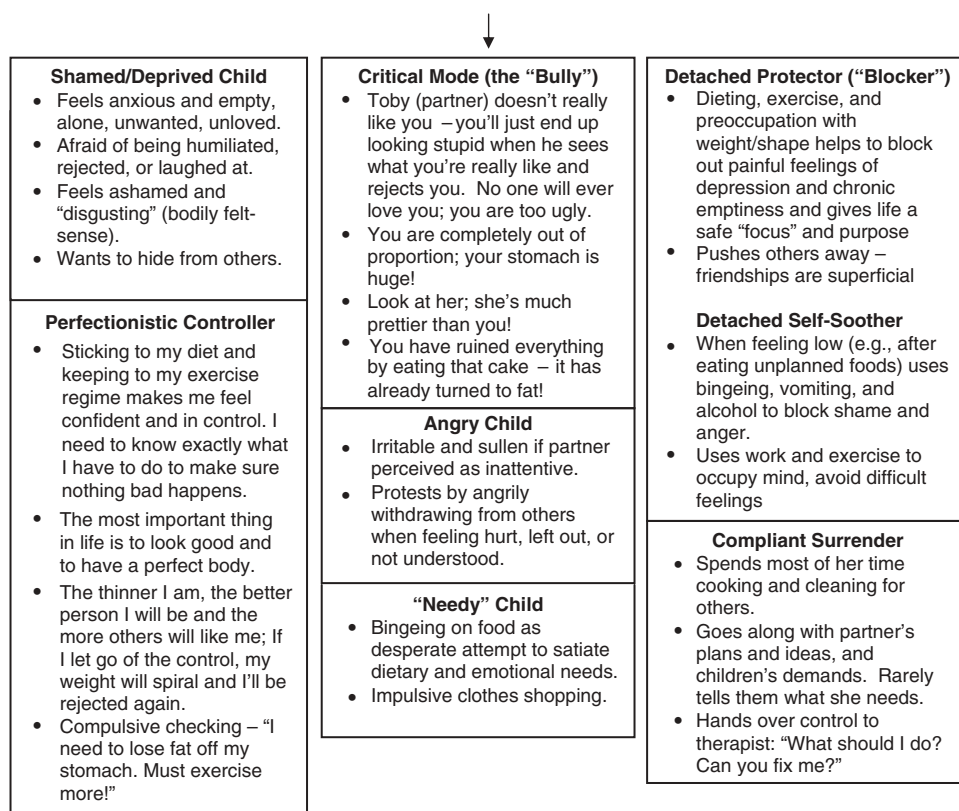 Shamed/Deprived Child
• Feels anxious and empty,
alone, unwanted, unloved.
• Afraid of being humiliated,
rejected, or laughed at.
• Feels ashamed and
“disgusting” (bodily felt-
sense).
• Wants to hide from others.
Perfectionistic Controller
• Sticking to my diet and
keeping to my exercise
regime makes me feel
confident and in control. I
need to know exactly what
I have to do to make sure
nothing bad happens.
• The most important thing
in life is to look good and
to have a perfect body.
• The thinner I am, the better
person I will be and the
more others will like me; If
I let go of the control, my
weight will spiral and I’ll be
rejected again.
• Compulsive checking – “I
need to lose fat off my
stomach. Must exercise
more!”
Critical Mode (the “Bully”)
• Toby (partner) doesn’t really
like you – you’ll just end up
looking stupid when he sees
what you’re really like and
rejects you. No one will ever
love you; you are too ugly.
• You are completely out of
proportion; your stomach is
huge!
• Look at her; she’s much
prettier than you!
• You have ruined everything
by eating that cake – it has
already turned to fat!
Angry Child
• Irritable and sullen if partner
perceived as inattentive.
• Protests by angrily
withdrawing from others
when feeling hurt, left out, or
not understood.
“Needy” Child
• Bingeing on food as
desperate attempt to satiate
dietary and emotional needs.
• Impulsive clothes shopping.
Detached Protector (“Blocker”)
• Dieting, exercise, and
preoccupation with
weight/shape helps to block
out painful feelings of
depression and chronic
emptiness and gives life a
safe “focus” and purpose
• Pushes others away –
friendships are superficial
Detached Self-Soother
• When feeling low (e.g., after
eating unplanned foods) uses
bingeing, vomiting, and
alcohol to block shame and
anger.
• Uses work and exercise to
occupy mind, avoid difficult
feelings
Compliant Surrender
• Spends most of her time
cooking and cleaning for
others.
• Goes along with partner’s
plans and ideas, and
children’s demands. Rarely
tells them what she needs.
• Hands over control to
therapist: “What should I do?
Can you fix me?”